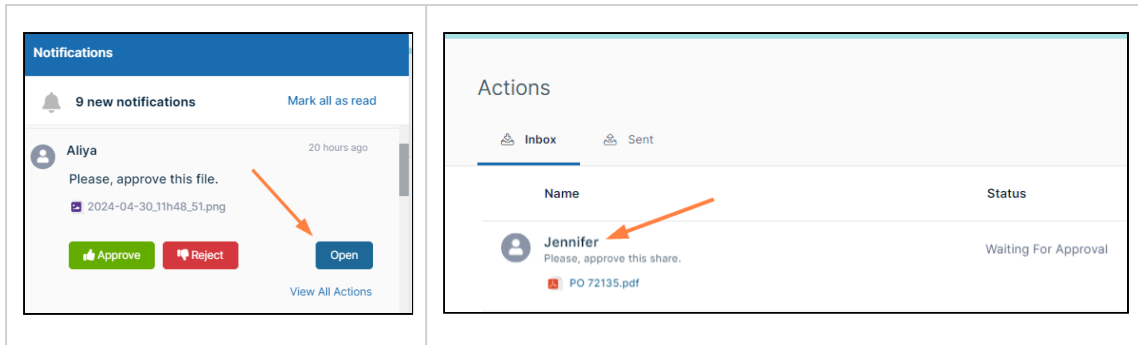 Notifications
9 new notifications
Mark all as read
Aliya
20 hours ago
Please, approve this file.
2024-04-30_11h48_51.png
Approve
Reject
Open
View All Actions
Actions
Inbox
Sent
Name
Status
Jennifer
Waiting For Approval
Please, approve this share.
PO 72135.pdf